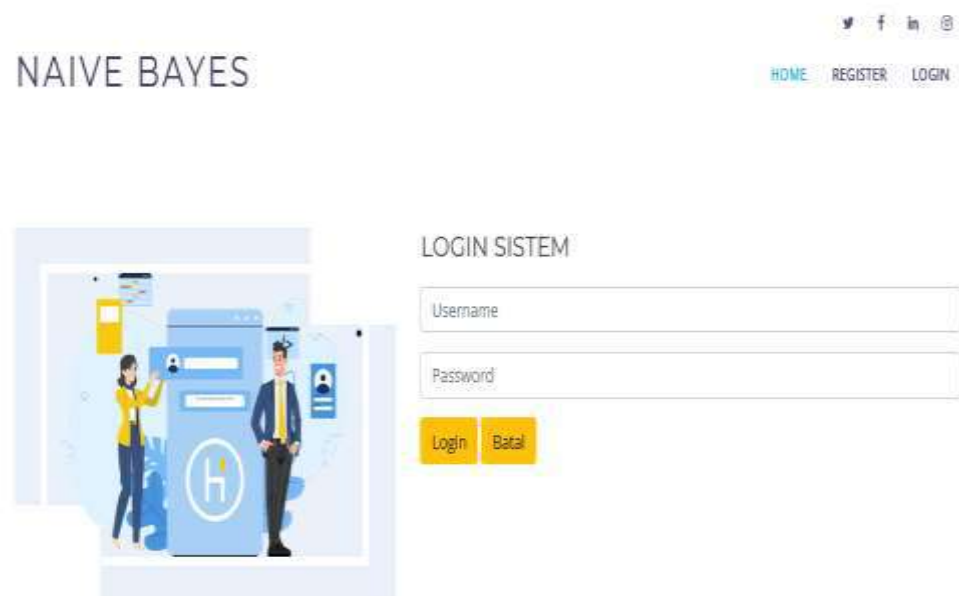 NAIVE BAYES
HOME REGISTER LOGIN
LOGIN SISTEM
Username
Password
Login Batal